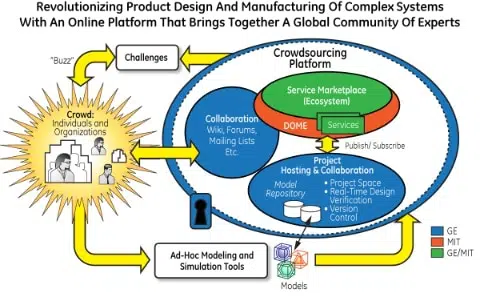 Revolutionizing Product Design And Manufacturing Of Complex Systems
With An Online Platform That Brings Together A Global Community Of Experts
"Buzz"
Challenges
Crowdsourcing
Platform
Crowd:
Individuals and
Organizations
Service Marketplace
(Ecosystem)
Collaboration
Wiki, Forums,
Mailing Lists
Etc.
DOME
Services
Publish/ Subscribe
Project
Hosting & Collaboration
Model
Repository
• Project Space
• Real-Time Design
Verification
• Version
Control
Ad-Hoc Modeling and
Simulation Tools
Models
GE
MIT
GE/MIT